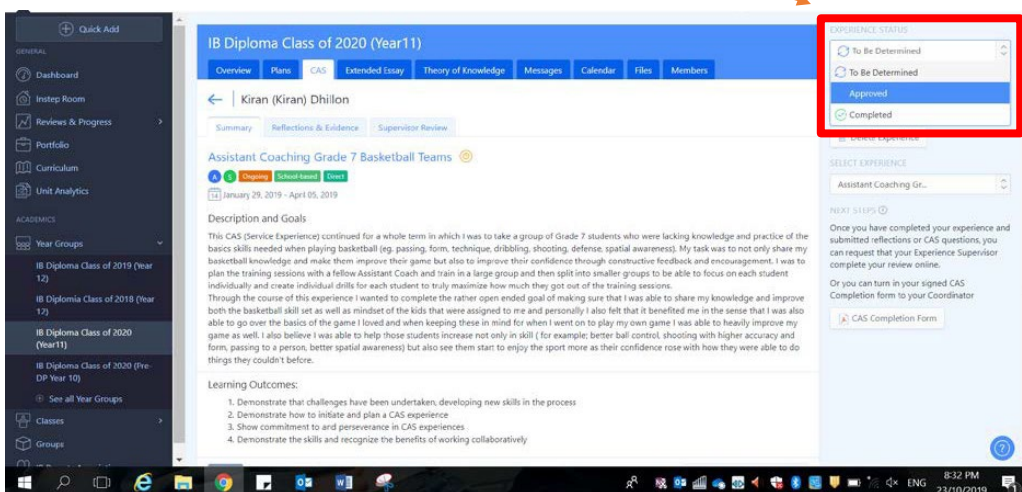 Quick Add
GENERAL
Dashboard
Instep Room
Reviews & Progress
Portfolio
Curriculum
Unit Analytics
ACADEMICS
Year Groups
IB Diploma Class of 2019 (Year
12)
IB Diplomia Class of 2018 (Year
12)
IB Diploma Class of 2020
(Year11)
IB Diploma Class of 2020 (Pre-
DP Year 10)
See all Year Groups
Classes
Groups
IB Diploma Class of 2020 (Year11)
Overview Plans CAS Extended Essay Theory of Knowledge Messages Calendar Files Members
Kiran (Kiran) Dhillon
Summary Reflections & Evidence Supervisor Review
Assistant Coaching Grade 7 Basketball Teams
A S Ongoing School-based Direct
14 January 29, 2019 - April 05, 2019
Description and Goals
This CAS (Service Experience) continued for a whole term in which I was to take a group of Grade 7 students who were lacking knowledge and practice of the
basics skills needed when playing basketball (eg. passing, form, technique, dribbling, shooting, defense, spatial awareness). My task was to not only share my
basketball knowledge and make them improve their game but also to improve their confidence through constructive feedback and encouragement. I was to
plan the training sessions with a fellow Assistant Coach and train in a large group and then split into smaller groups to be able to focus on each student
individually and create individual drills for each student to truly maximize how much they got out of the training sessions.
Through the course of this experience I wanted to complete the rather open ended goal of making sure that I was able to share my knowledge and improve
both the basketball skill set as well as mindset of the kids that were assigned to me and personally I also felt that it benefited me in the sense that I was also
able to go over the basics of the game I loved and when keeping these in mind for when I went on to play my own game I was able to heavily improve my
game as well. I also believe I was able to help those students increase not only in skill ( for example; better ball control, shooting with higher accuracy and
form, passing to a person, better spatial awareness) but also see them start to enjoy the sport more as their confidence rose with how they were able to do
things they couldn't before.
Learning Outcomes:
1. Demonstrate that challenges have been undertaken, developing new skills in the process
2. Demonstrate how to initiate and plan a CAS experience
3. Show commitment to and perseverance in CAS experiences
4. Demonstrate the skills and recognize the benefits of working collaboratively
EXPERIENCE STATUS
To Be Determined
To Be Determined
Approved
Completed
Delete Experience
SELECT EXPERIENCE
Assistant Coaching Gr...
NEXT STEPS
Once you have completed your experience and
submitted reflections or CAS questions, you
can request that your Experience Supervisor
complete your review online.
Or you can turn in your signed CAS
Completion form to your Coordinator
CAS Completion Form
ENG
8:32 PM
23/10/2019